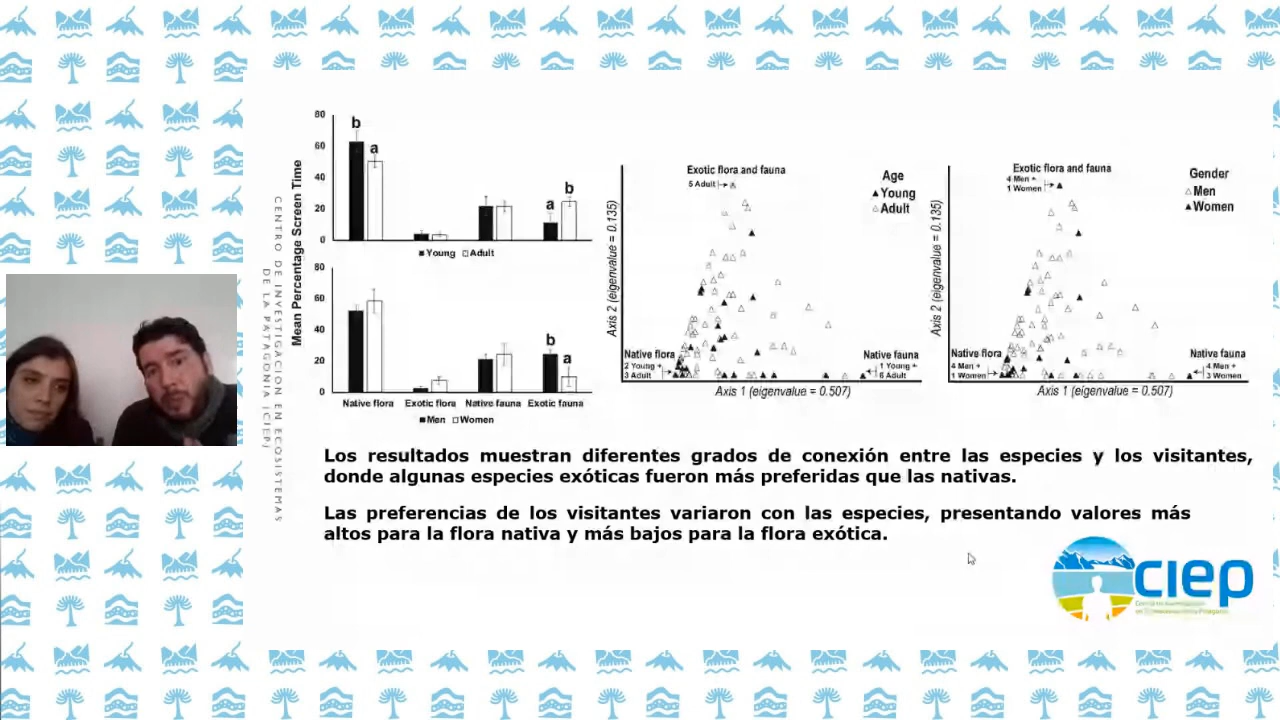 CENTRO DE INVESTIGACIÓN EN ECOSISTEMAS
DE LA PATAGONIA (CIEP)
Mean Percentage Screen Time
80
60
40
20
0
b
a
a
b
Young Adult
80
60
40
20
0
b
a
Native flora Exotic flora Native fauna Exotic fauna
Men Women
Axis 2 (eigenvalue = 0.135)
Exotic flora and fauna
5 Adult
Age
Young
Adult
Native flora
2 Young +
3 Adult
Native fauna
1 Young +
6 Adult
Axis 1 (eigenvalue = 0.507)
Axis 2 (eigenvalue = 0.135)
Exotic flora and fauna
4 Men +
1 Women
Gender
Men
Women
Native flora
4 Men +
1 Women
Native fauna
4 Men +
3 Women
Axis 1 (eigenvalue = 0.507)
Los resultados muestran diferentes grados de conexión entre las especies y los visitantes,
donde algunas especies exóticas fueron más preferidas que las nativas.
Las preferencias de los visitantes variaron con las especies, presentando valores más
altos para la flora nativa y más bajos para la flora exótica.
ciep